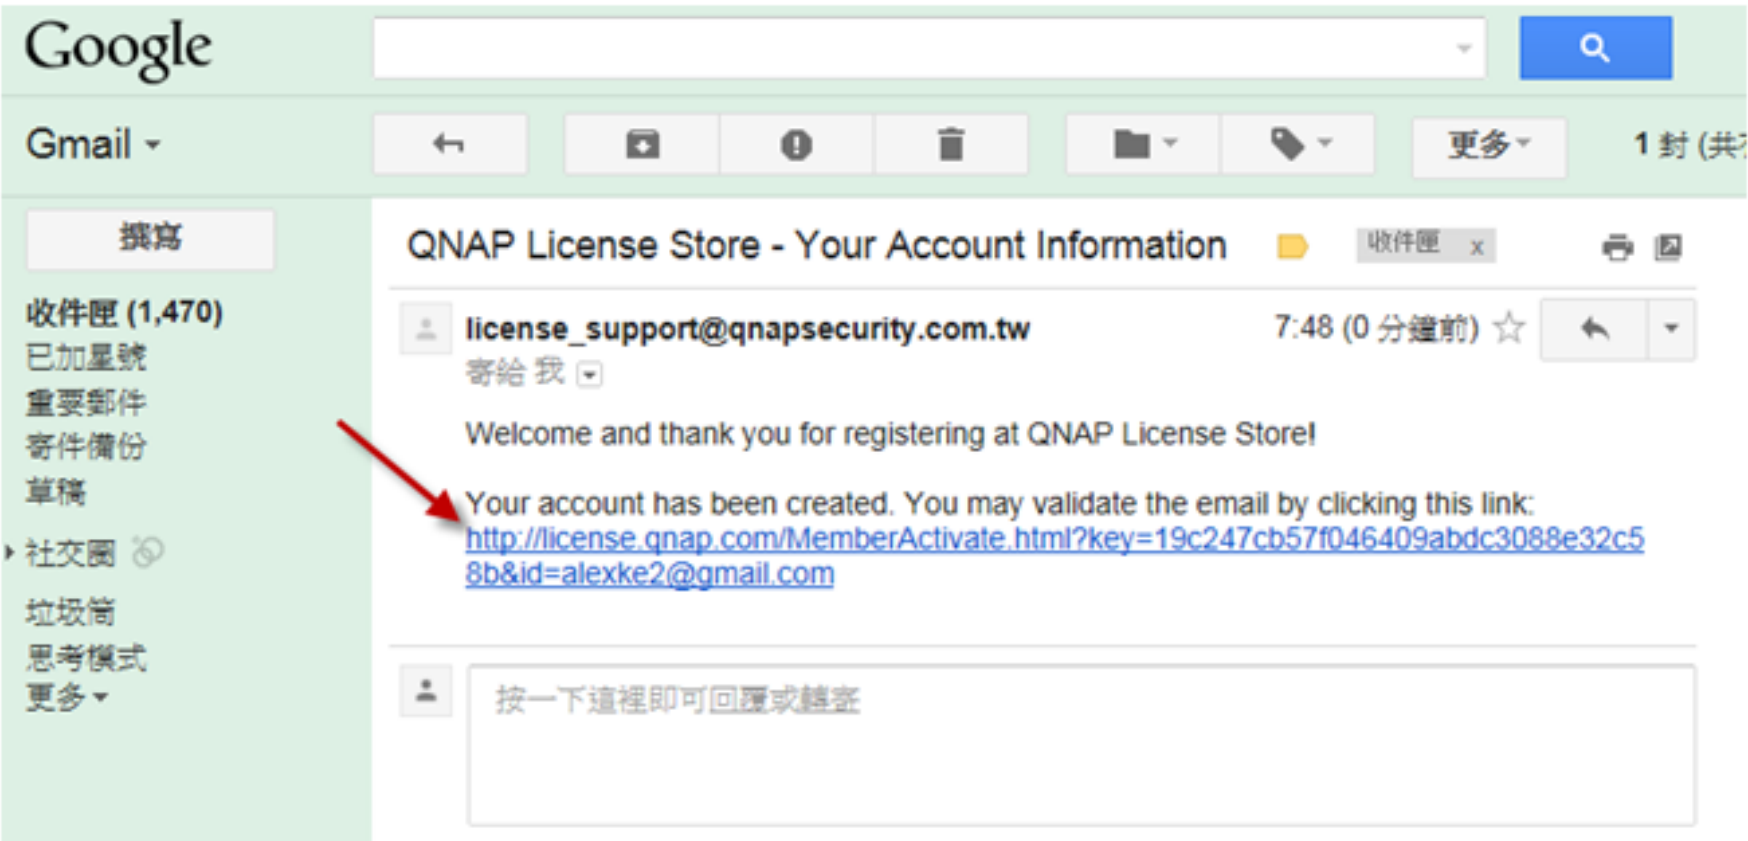 Google
Gmail
更多
1 封 (共
撰寫
QNAP License Store - Your Account Information
收件匣 x
收件匣 (1,470)
已加星號
重要郵件
寄件備份
草稿
社交圈
垃圾筒
思考模式
更多
license_support@qnapsecurity.com.tw
7:48 (0 分鐘前)
寄給 我
Welcome and thank you for registering at QNAP License Store!
Your account has been created. You may validate the email by clicking this link:
http://license.qnap.com/MemberActivate.html?key=19c247cb57f046409abdc3088e32c5
8b&id=alexke2@gmail.com
按一下這裡即可回覆或轉寄